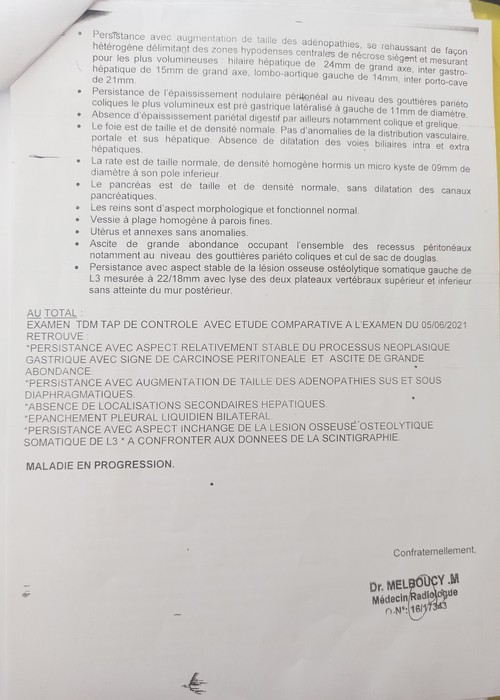 • Persistance avec augmentation de taille des adénopathies, se rehaussant de façon
hétérogène délimitant des zones hypodenses centrales de nécrose siégent et mesurant
pour les plus volumineuses : hilaire hépatique de 24mm de grand axe, inter gastro-
hépatique de 15mm de grand axe, lombo-aortique gauche de 14mm, inter porto-cave
de 21mm.
• Persistance de l'épaississement nodulaire péritonéal au niveau des gouttières pariéto
coliques le plus volumineux est pré gastrique latéralisé à gauche de 11mm de diamètre.
• Absence d'épaississement pariétal digestif par ailleurs notamment colique et grelique.
• Le foie est de taille et de densité normale. Pas d'anomalies de la distribution vasculaire,
portale et sus hépatique. Absence de dilatation des voies biliaires intra et extra
hépatiques.
• La rate est de taille normale, de densité homogène hormis un micro kyste de 09mm de
diamètre à son pole inferieur.
• Le pancréas est de taille et de densité normale, sans dilatation des canaux
pancréatiques.
• Les reins sont d'aspect morphologique et fonctionnel normal.
• Vessie à plage homogène à parois fines.
• Utérus et annexes sans anomalies.
• Ascite de grande abondance occupant l'ensemble des recessus péritonéaux
notamment au niveau des gouttières pariéto coliques et cul de sac de douglas.
• Persistance avec aspect stable de la lésion osseuse ostéolytique somatique gauche de
L3 mesurée à 22/18mm avec lyse des deux plateaux vertébraux supérieur et inferieur
sans atteinte du mur postérieur.
AU TOTAL :
EXAMEN TDM TAP DE CONTROLE AVEC ETUDE COMPARATIVE A L'EXAMEN DU 05/06/2021
RETROUVE :
*PERSISTANCE AVEC ASPECT RELATIVEMENT STABLE DU PROCESSUS NEOPLASIQUE
GASTRIQUE AVEC SIGNE DE CARCINOSE PERITONEALE ET ASCITE DE GRANDE
ABONDANCE.
*PERSISTANCE AVEC AUGMENTATION DE TAILLE DES ADENOPATHIES SUS ET SOUS
DIAPHRAGMATIQUES.
*ABSENCE DE LOCALISATIONS SECONDAIRES HEPATIQUES.
*EPANCHEMENT PLEURAL LIQUIDIEN BILATERAL.
*PERSISTANCE AVEC ASPECT INCHANGE DE LA LESION OSSEUSE OSTEOLYTIQUE
SOMATIQUE DE L3 * A CONFRONTER AUX DONNEES DE LA SCINTIGRAPHIE.
MALADIE EN PROGRESSION.
Confraternellement,
Dr. MELBOUCY .M
Médecin Radiologue
O.N°: 16/17343